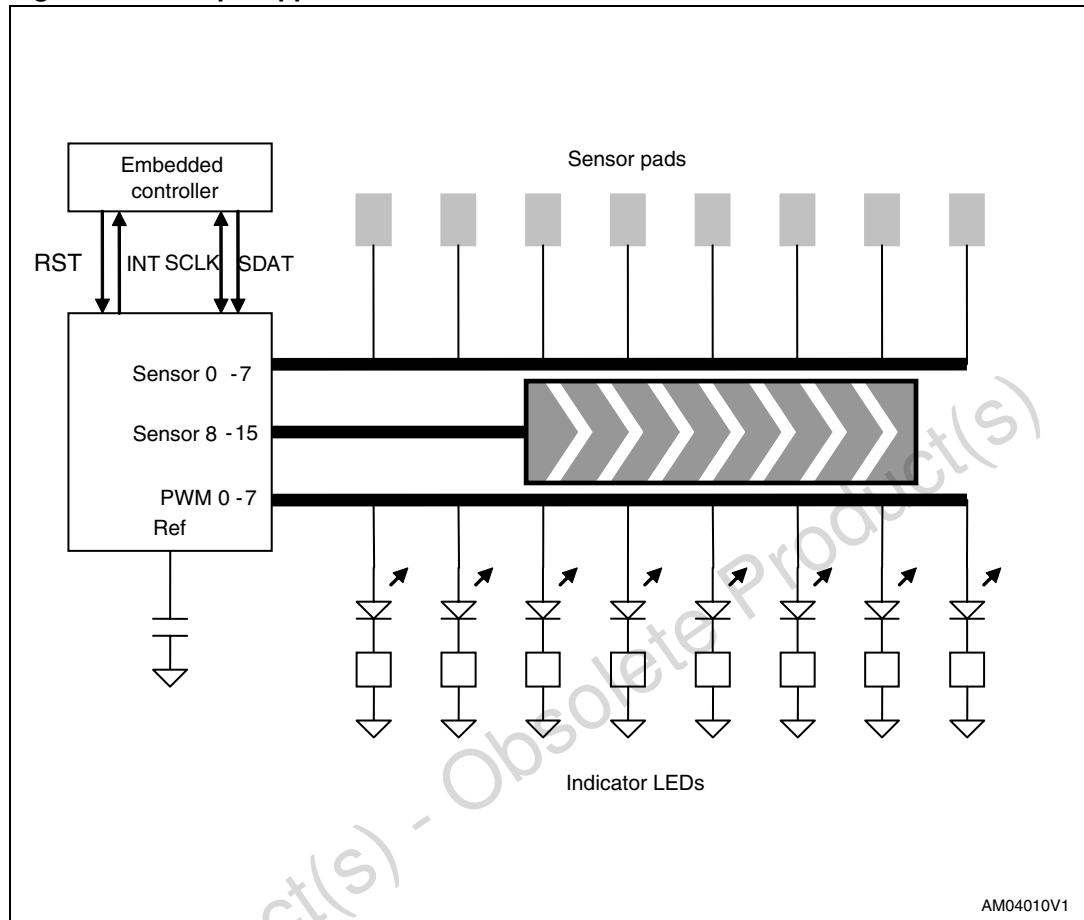 Embedded
controller
Sensor pads
RST
INT SCLK
SDAT
Sensor 0 -7
Sensor 8 -15
PWM 0 -7
Ref
Indicator LEDs
ct(s) - Obsolete Product(s)
AM04010V1